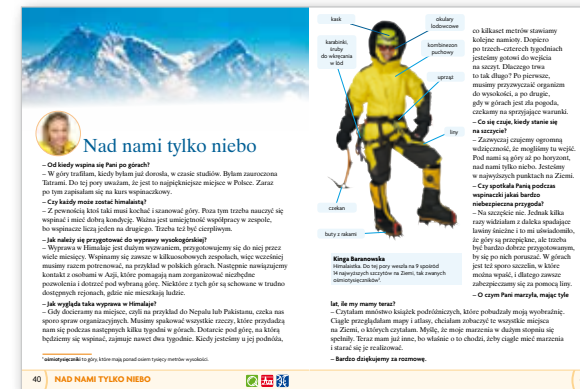 Nad nami tylko niebo
– Od kiedy wspina się Pani po górach?
– W góry trafiłam, kiedy byłam już dorosła, w czasie studiów. Byłam zauroczona
Tatrami. Do tej pory uważam, że jest to najpiękniejsze miejsce w Polsce. Zaraz
po tym zapisałam się na kurs wspinaczkowy.
– Czy każdy może zostać himalaistą?
– Z pewnością ktoś taki musi kochać i szanować góry. Poza tym trzeba nauczyć się
wspinać i mieć dobrą kondycję. Ważna jest umiejętność współpracy w zespole,
bo wspinacze liczą jeden na drugiego. Trzeba też być cierpliwym.
– Jak należy się przygotować do wyprawy wysokogórskiej?
– Wyprawa w Himalaje jest dużym wyzwaniem, przygotowujemy się do niej przez
wiele miesięcy. Wspinamy się zawsze w kilkuosobowych zespołach, więc wcześniej
musimy razem potrenować, na przykład w polskich górach. Następnie nawiązujemy
kontakt z osobami w Azji, które pomagają nam zorganizować niezbędne
pozwolenia i dotrzeć pod wybraną górę. Niektóre z tych gór są schowane w trudno
dostępnych rejonach, gdzie nie mieszkają ludzie.
– Jak wygląda taka wyprawa w Himalaje?
– Gdy docieramy na miejsce, czyli na przykład do Nepalu lub Pakistanu, czeka nas
sporo spraw organizacyjnych. Musimy spakować wszystkie rzeczy, które przydadzą
nam się podczas następnych kilku tygodni w górach. Dotarcie pod górę, na którą
będziemy się wspinać, zajmuje nawet dwa tygodnie. Kiedy jesteśmy u jej podnóża,
¹ ośmiotysięczniki to góry, które mają ponad osiem tysięcy metrów wysokości.
kask
okulary
lodowcowe
karabinki,
śruby
do wkręcania
w lód
kombinezon
puchowy
uprząż
liny
czekan
buty z rakami
Kinga Baranowska
Himalaistka. Do tej pory weszła na 9 spośród
14 najwyższych szczytów na Ziemi, tak zwanych
ośmiotysięczników¹.
co kilkaset metrów stawiamy
kolejne namioty. Dopiero
po trzech–czterech tygodniach
jesteśmy gotowi do wejścia
na szczyt. Dlaczego trwa
to tak długo? Po pierwsze,
musimy przyzwyczaić organizm
do wysokości, a po drugie,
gdy w górach jest zła pogoda,
czekamy na sprzyjające warunki.
– Co się czuje, kiedy stanie się
na szczycie?
– Zazwyczaj czujemy ogromną
wdzięczność, że mogliśmy tu wejść.
Pod nami są góry aż po horyzont,
nad nami tylko niebo. Jesteśmy
w najwyższych punktach na Ziemi.
– Czy spotkała Panią podczas
wspinaczki jakaś bardzo
niebezpieczna przygoda?
– Na szczęście nie. Jednak kilka
razy widziałam z daleka spadające
lawiny śnieżne i to mi uświadomiło,
że góry są przepiękne, ale trzeba
być bardzo dobrze przygotowanym,
by się po nich poruszać. W górach
jest też sporo szczelin, w które
można wpaść, i dlatego zawsze
zabezpieczamy się za pomocą liny.
– O czym Pani marzyła, mając tyle
lat, ile my mamy teraz?
– Czytałam mnóstwo książek podróżniczych, które pobudzały moją wyobraźnię.
Ciągle przeglądałam mapy i atlasy, chciałam zobaczyć te wszystkie miejsca
na Ziemi, o których czytałam. Myślę, że moje marzenia w dużym stopniu się
spełniły. Teraz mam już inne, bo właśnie o to chodzi, żeby ciągle mieć marzenia
i starać się je realizować.
– Bardzo dziękujemy za rozmowę.
40 NAD NAMI TYLKO NIEBO